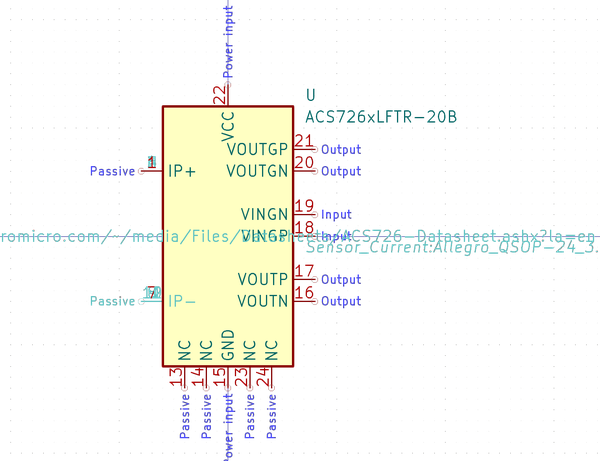 Power input
22
VCC
U
ACS726xLFTR-20B
VOUTGP 21 Output
VOUTGN 20 Output
Passive IP+
VINGN 19 Input
VINGP 18 Input
romicro.com/~/media/Files/Datasheets/ACS726-Datasheet.ashx?la=en
Sensor_Current:Allegro_QSOP-24_3.
VOUTP 17 Output
VOUTN 16 Output
Passive IP-
NC NC GND NC NC
13 14 15 23 24
Passive Passive Power input Passive Passive